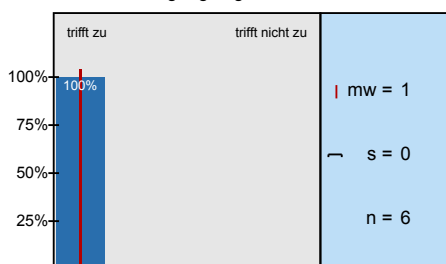 trifft zu trifft nicht zu
100%
100%
75%
50%
25%
mw = 1
s = 0
n = 6